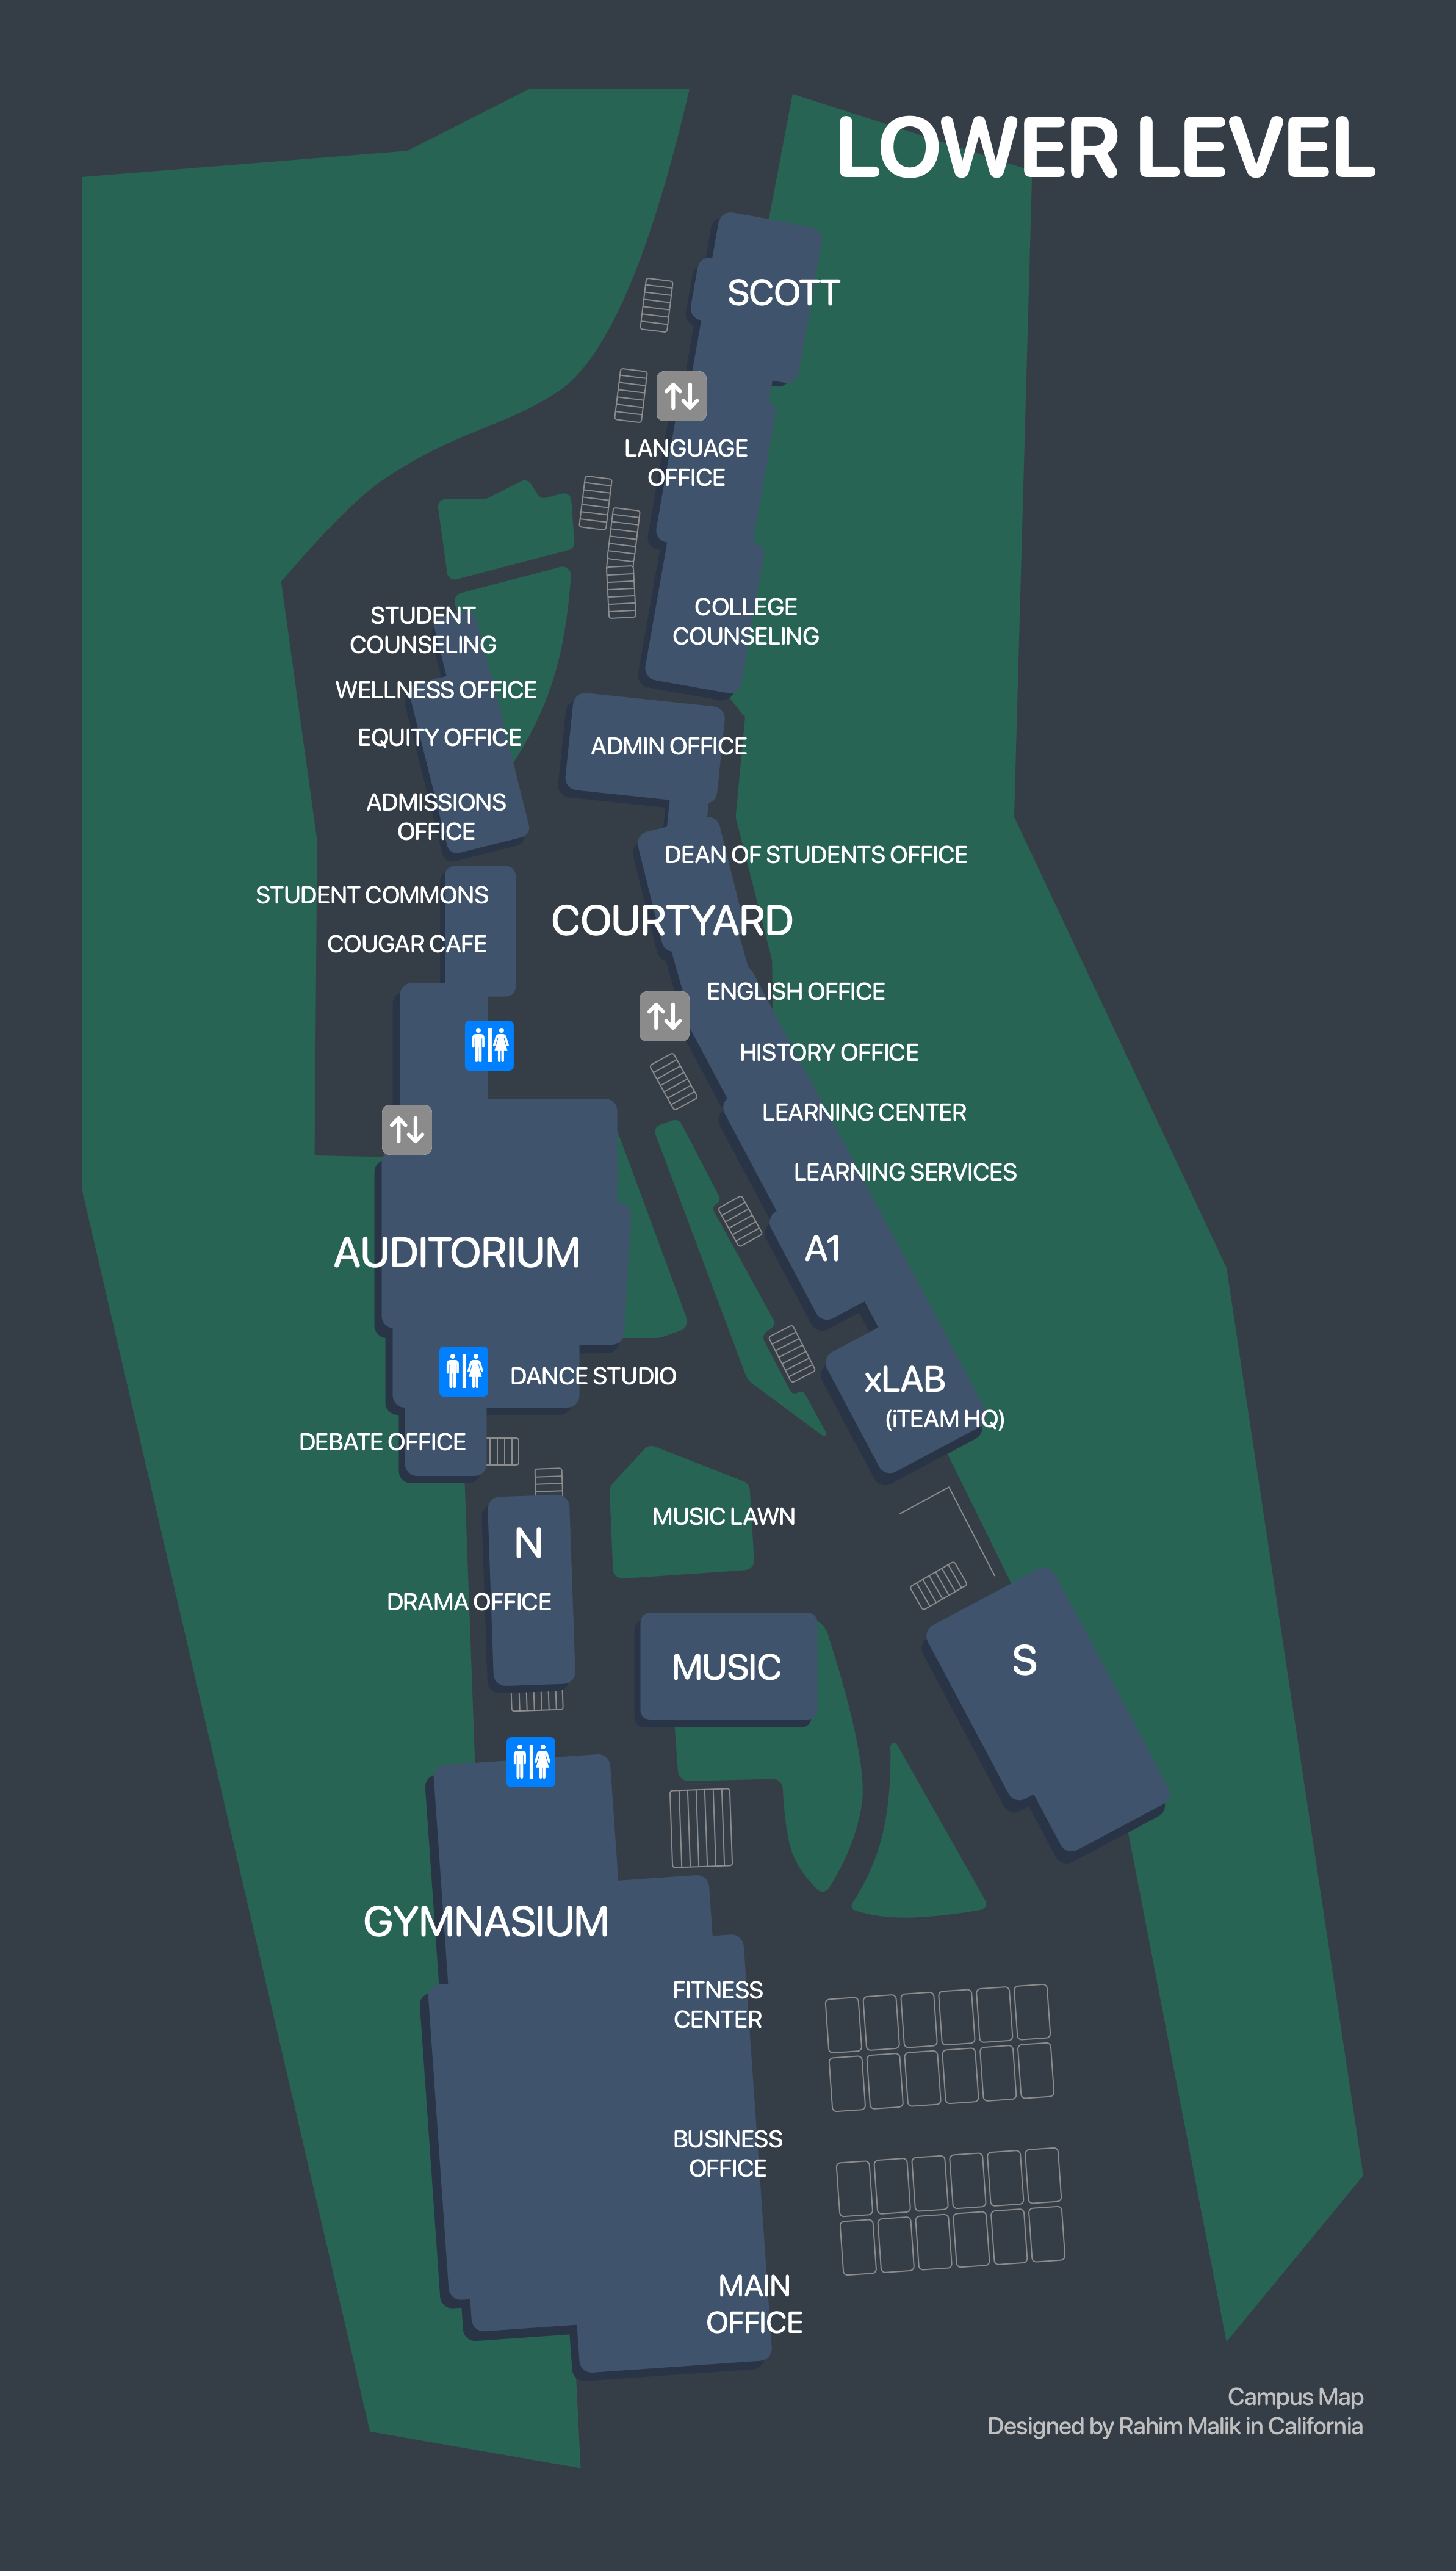 LOWER LEVEL
SCOTT
LANGUAGE
OFFICE
COLLEGE
COUNSELING
STUDENT
COUNSELING
WELLNESS OFFICE
EQUITY OFFICE
ADMIN OFFICE
ADMISSIONS
OFFICE
DEAN OF STUDENTS OFFICE
STUDENT COMMONS
COURTYARD
COUGAR CAFE
ENGLISH OFFICE
HISTORY OFFICE
LEARNING CENTER
LEARNING SERVICES
AUDITORIUM
A1
DANCE STUDIO
xLAB
(iTEAM HQ)
DEBATE OFFICE
MUSIC LAWN
N
DRAMA OFFICE
MUSIC
S
GYMNASIUM
FITNESS
CENTER
BUSINESS
OFFICE
MAIN
OFFICE
Campus Map
Designed by Rahim Malik in California